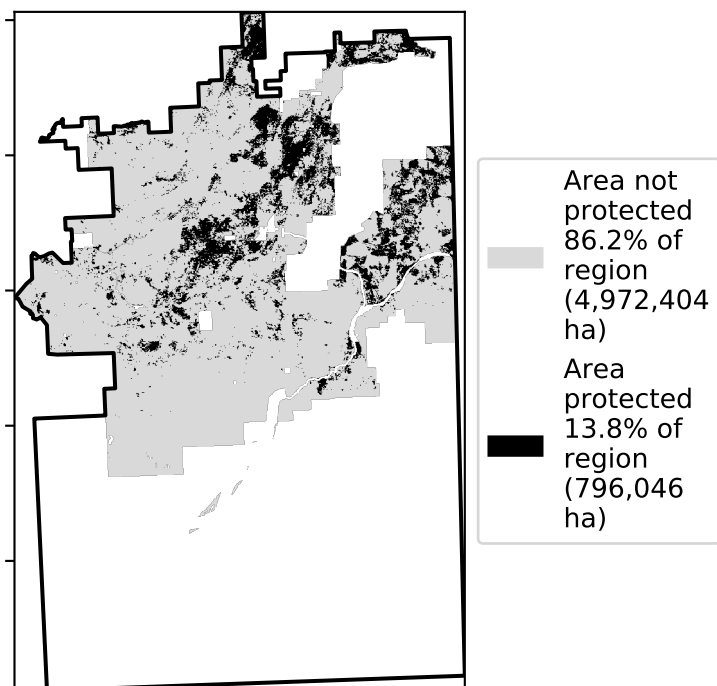 Area not
protected
86.2% of
region
(4,972,404
ha)
Area
protected
13.8% of
region
(796,046
ha)